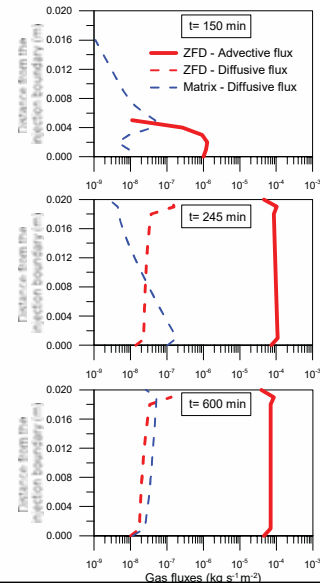 t= 150 min
ZFD - Advective flux
ZFD - Diffusive flux
Matrix - Diffusive flux
Distance from the
injection boundary (m)
0.020
0.016
0.012
0.008
0.004
0.000
10⁻⁹ 10⁻⁸ 10⁻⁷ 10⁻⁶ 10⁻⁵ 10⁻⁴ 10⁻³
t= 245 min
Distance from the
injection boundary (m)
0.020
0.016
0.012
0.008
0.004
0.000
10⁻⁹ 10⁻⁸ 10⁻⁷ 10⁻⁶ 10⁻⁵ 10⁻⁴ 10⁻³
t= 600 min
Distance from the
injection boundary (m)
0.020
0.016
0.012
0.008
0.004
0.000
10⁻⁹ 10⁻⁸ 10⁻⁷ 10⁻⁶ 10⁻⁵ 10⁻⁴ 10⁻³
Gas fluxes (kg s⁻¹m⁻²)